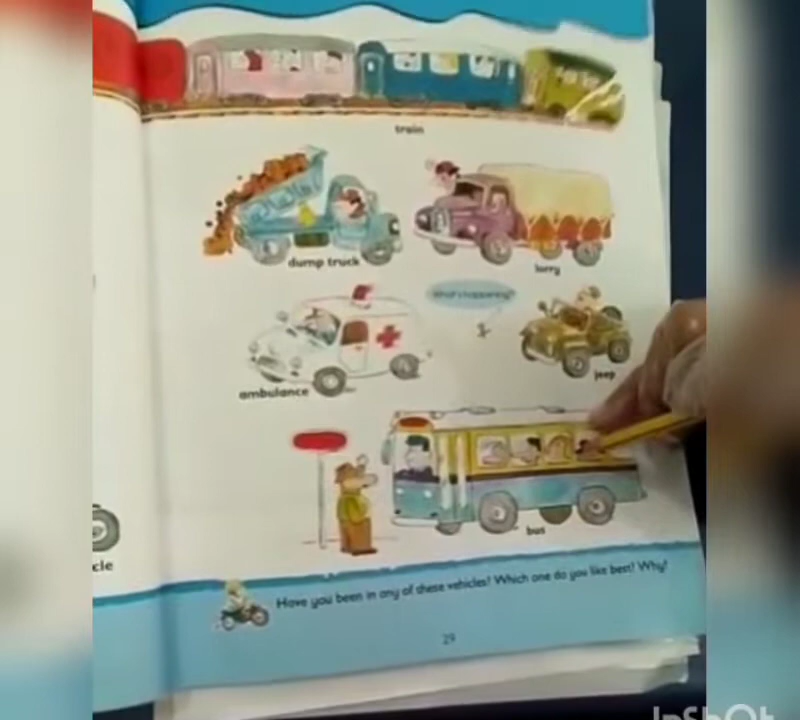 train
dump truck
lorry
What's happening?
ambulance
jeep
bus
cle
Have you been in any of these vehicles? Which one do you like best? Why?
29
InShOt